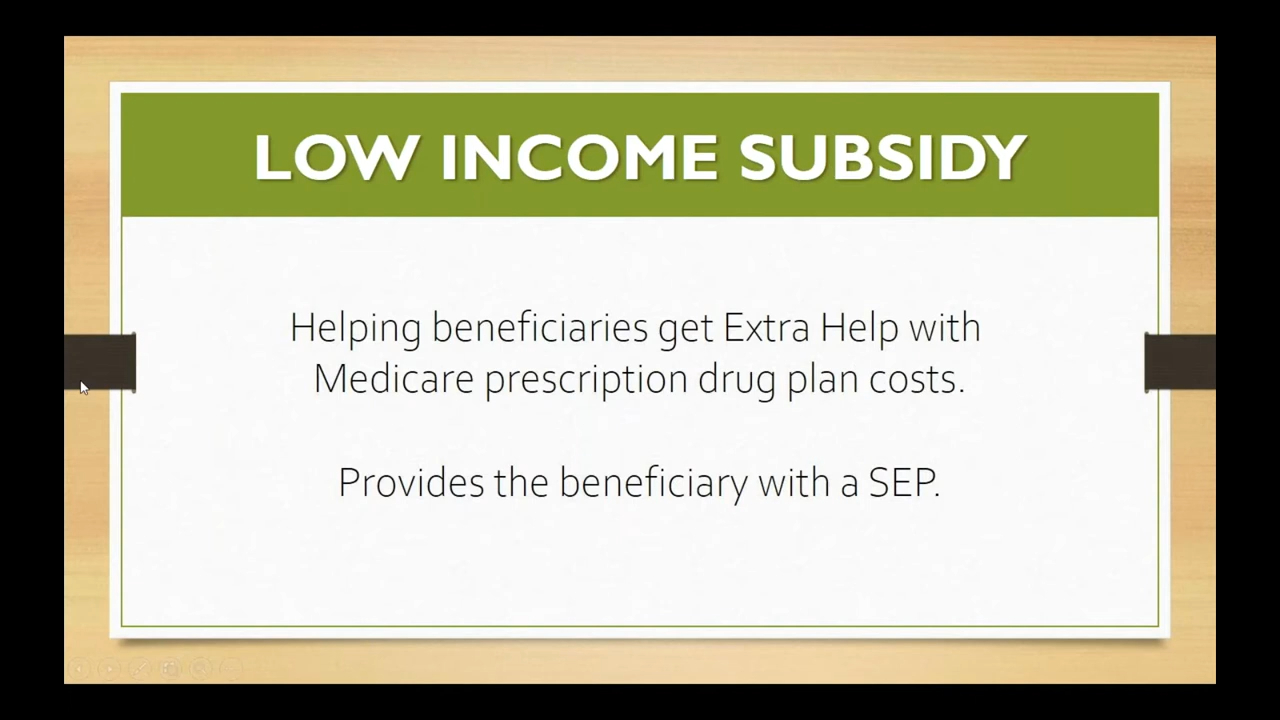 LOW INCOME SUBSIDY
Helping beneficiaries get Extra Help with
Medicare prescription drug plan costs.
Provides the beneficiary with a SEP.